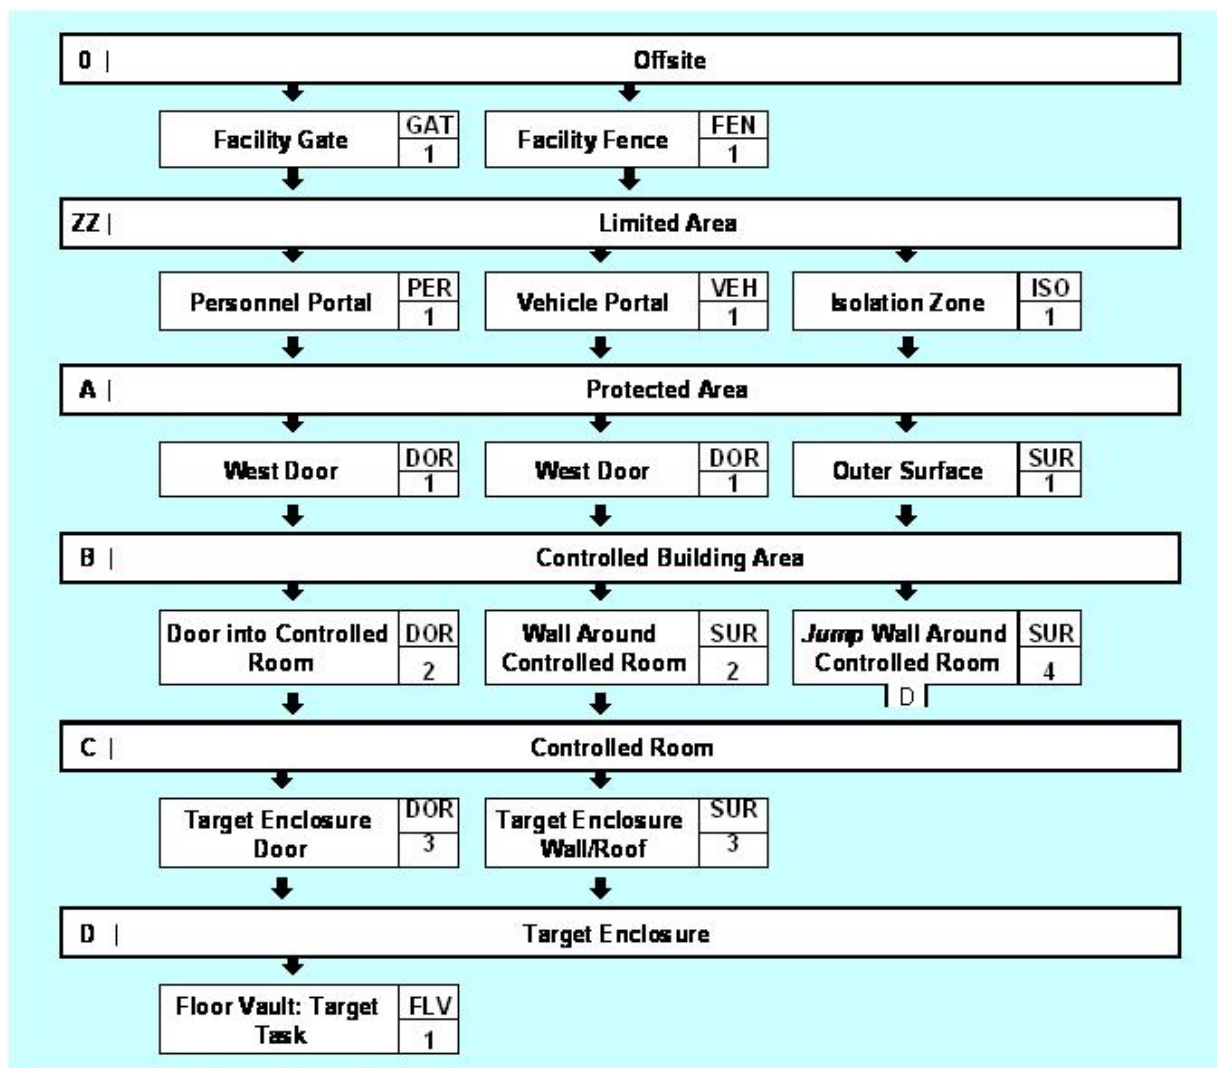 0 | Offsite
Facility Gate GAT 1
Facility Fence FEN 1
ZZ | Limited Area
Personnel Portal PER 1
Vehicle Portal VEH 1
Isolation Zone ISO 1
A | Protected Area
West Door DOR 1
West Door DOR 1
Outer Surface SUR 1
B | Controlled Building Area
Door into Controlled DOR
Room 2
Wall Around SUR
Controlled Room 2
Jump Wall Around SUR
Controlled Room 4
D
C | Controlled Room
Target Enclosure DOR
Door 3
Target Enclosure SUR
Wall/Roof 3
D | Target Enclosure
Floor Vault: Target FLV
Task 1